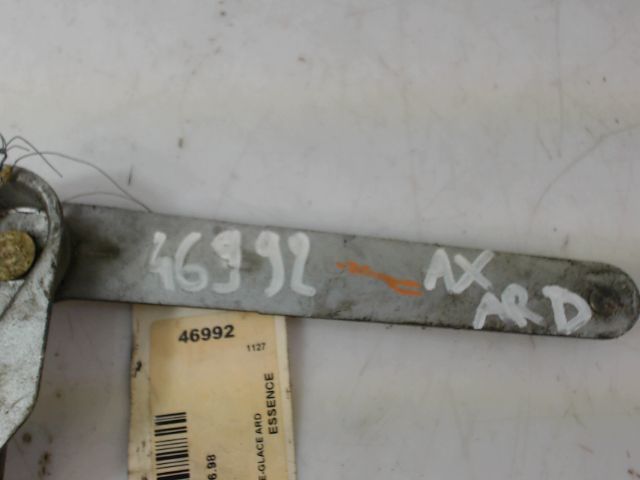 46992 AX
ARD
46992
1127
E-GLACE ARD
ESSENCE
6.98